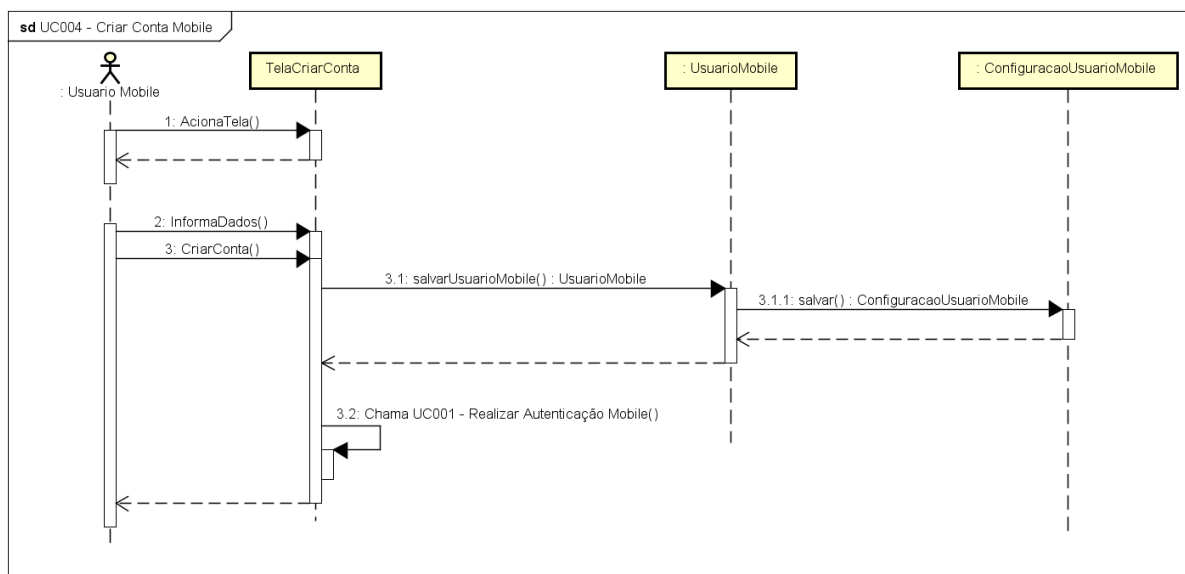 sd UC004 - Criar Conta Mobile
: Usuario Mobile
TelaCriarConta
: UsuarioMobile
: ConfiguracaoUsuarioMobile
1: AcionaTela()
2: InformaDados()
3: CriarConta()
3.1: salvarUsuarioMobile() : UsuarioMobile
3.1.1: salvar() : ConfiguracaoUsuarioMobile
3.2: Chama UC001 - Realizar Autenticação Mobile()